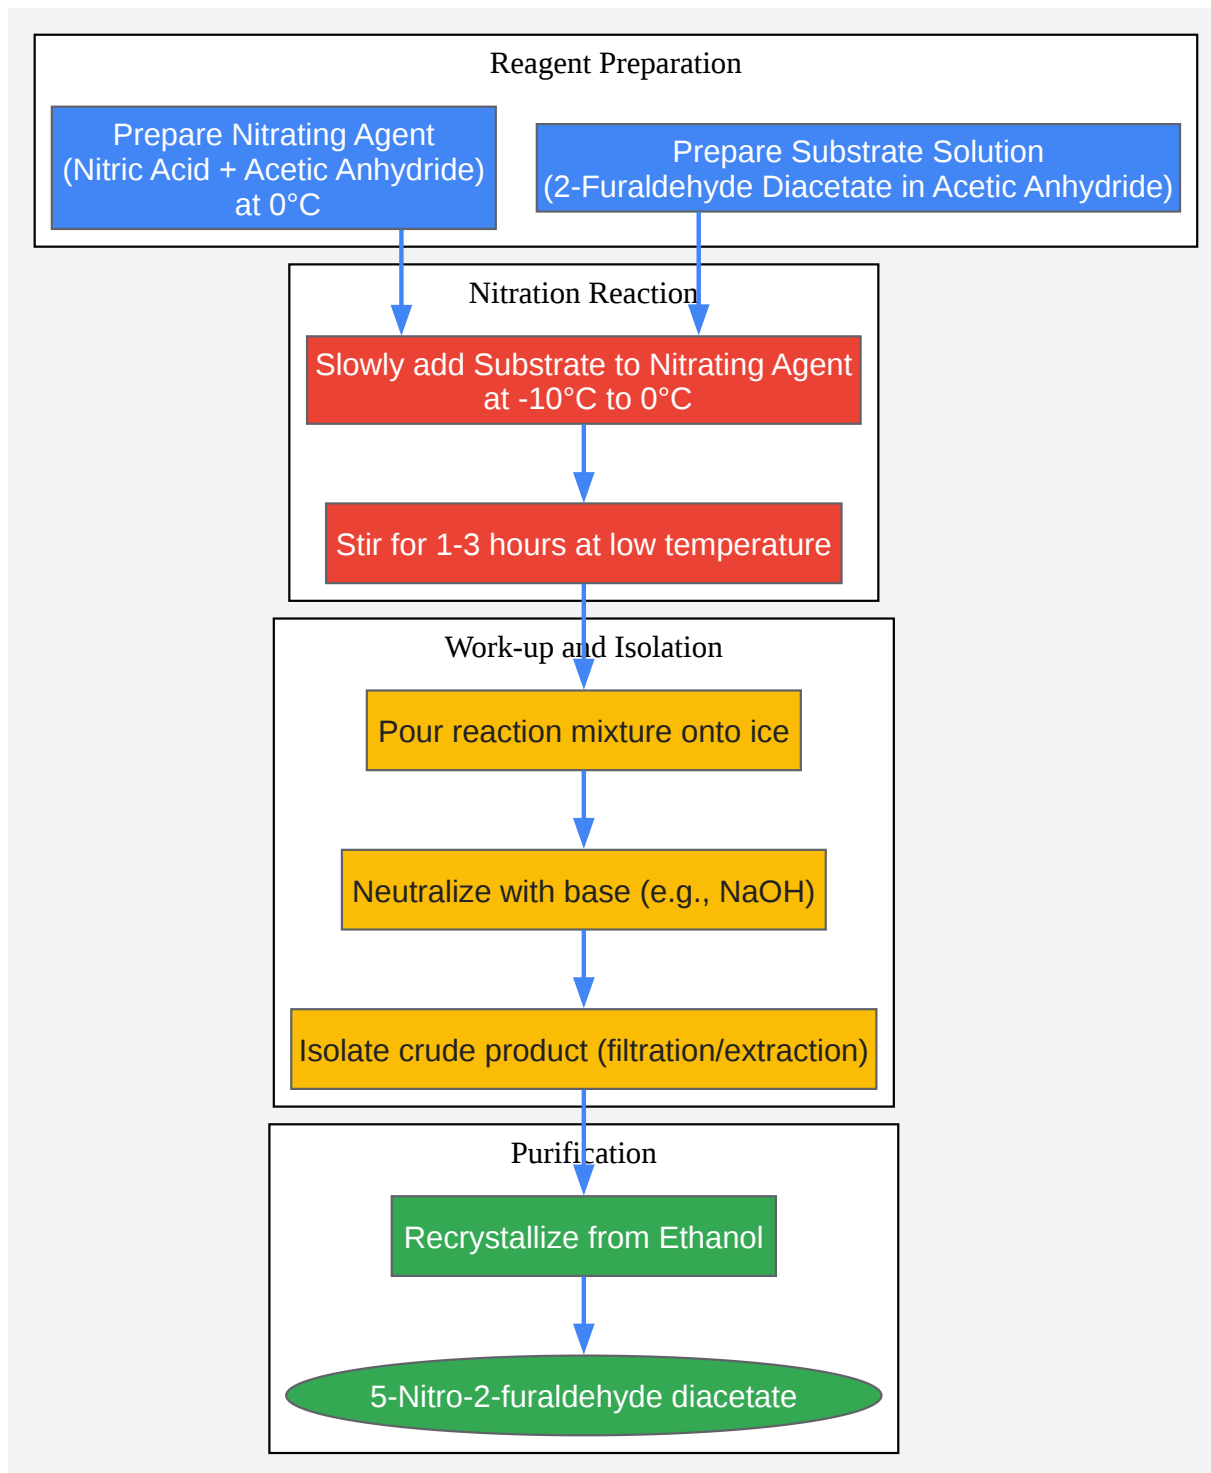 Reagent Preparation
Prepare Nitrating Agent
(Nitric Acid + Acetic Anhydride)
at 0°C
Prepare Substrate Solution
(2-Furaldehyde Diacetate in Acetic Anhydride)
Nitration Reaction
Slowly add Substrate to Nitrating Agent
at -10°C to 0°C
Stir for 1-3 hours at low temperature
Work-up and Isolation
Pour reaction mixture onto ice
Neutralize with base (e.g., NaOH)
Isolate crude product (filtration/extraction)
Purification
Recrystallize from Ethanol
5-Nitro-2-furaldehyde diacetate